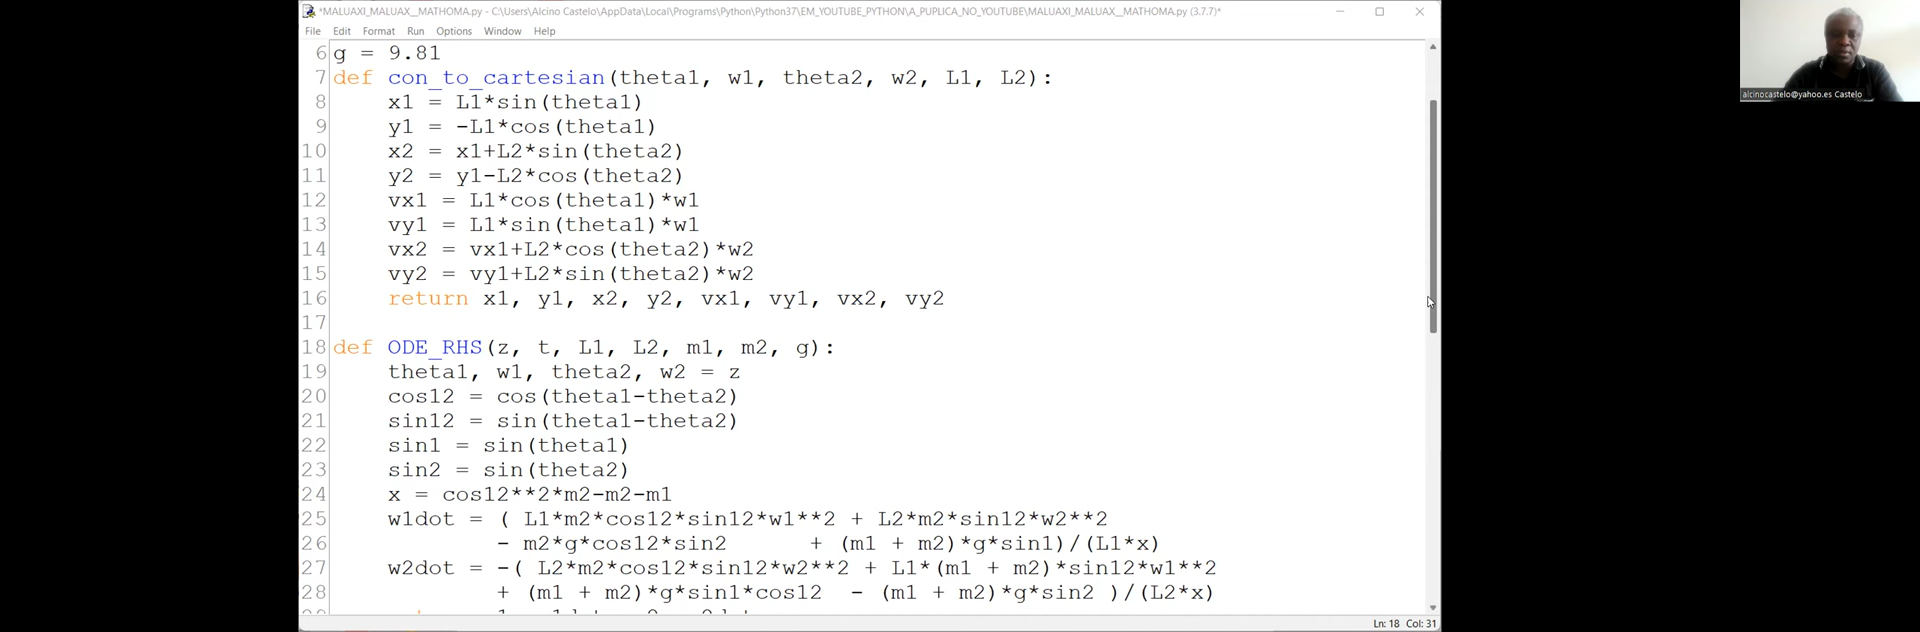 *MALUAXI_MALUAX__MATHOMA.py - C:\Users\Alcino Castelo\AppData\Local\Programs\Python\Python37\EM_YOUTUBE_PYTHON\A_PUPLICA_NO_YOUTUBE\MALUAXI_MALUAX__MATHOMA.py (3.7.7)*
File Edit Format Run Options Window Help
6 g = 9.81
7 def con_to_cartesian(theta1, w1, theta2, w2, L1, L2):
8 x1 = L1*sin(theta1)
9 y1 = -L1*cos(theta1)
10 x2 = x1+L2*sin(theta2)
11 y2 = y1-L2*cos(theta2)
12 vx1 = L1*cos(theta1)*w1
13 vy1 = L1*sin(theta1)*w1
14 vx2 = vx1+L2*cos(theta2)*w2
15 vy2 = vy1+L2*sin(theta2)*w2
16 return x1, y1, x2, y2, vx1, vy1, vx2, vy2
17
18 def ODE_RHS(z, t, L1, L2, m1, m2, g):
19 theta1, w1, theta2, w2 = z
20 cos12 = cos(theta1-theta2)
21 sin12 = sin(theta1-theta2)
22 sin1 = sin(theta1)
23 sin2 = sin(theta2)
24 x = cos12**2*m2-m2-m1
25 w1dot = ( L1*m2*cos12*sin12*w1**2 + L2*m2*sin12*w2**2
26 - m2*g*cos12*sin2 + (m1 + m2)*g*sin1)/(L1*x)
27 w2dot = -( L2*m2*cos12*sin12*w2**2 + L1*(m1 + m2)*sin12*w1**2
28 + (m1 + m2)*g*sin1*cos12 - (m1 + m2)*g*sin2 )/(L2*x)
Ln: 18 Col: 31
alcinocastelo@yahoo.es Castelo